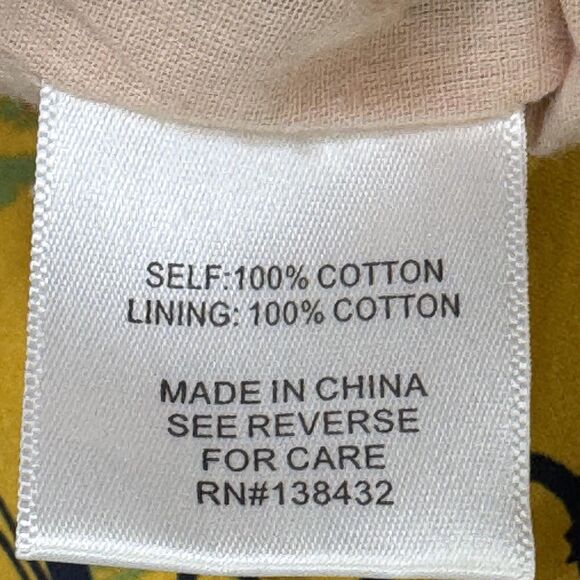 SELF:100% COTTON
LINING: 100% COTTON
MADE IN CHINA
SEE REVERSE
FOR CARE
RN#138432